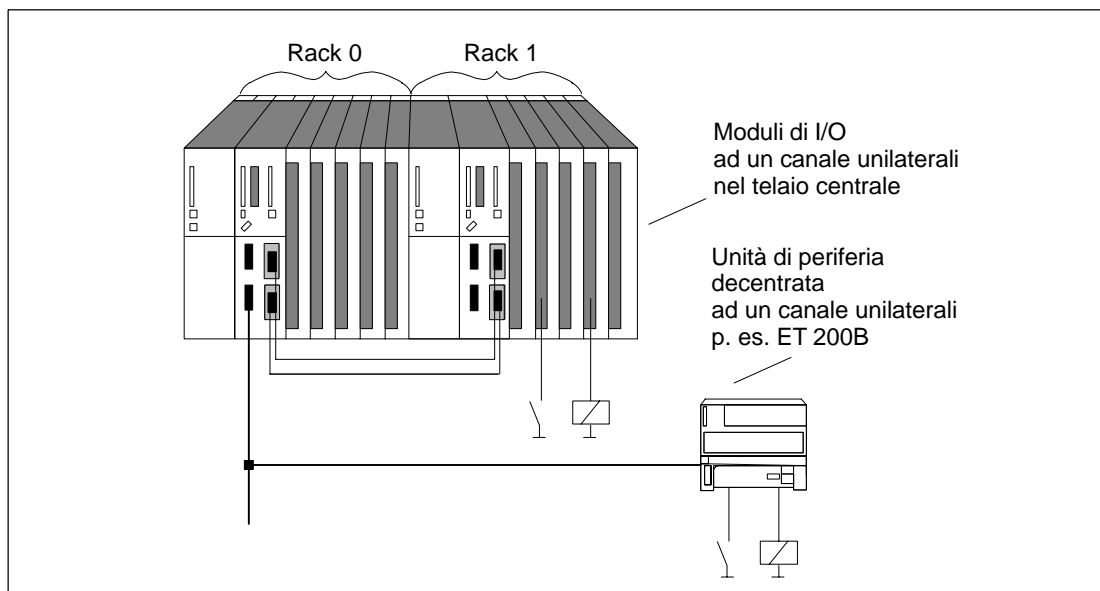 Rack 0
Rack 1
Moduli di I/O
ad un canale unilaterali
nel telaio centrale
Unità di periferia
decentrata
ad un canale unilaterali
p. es. ET 200B